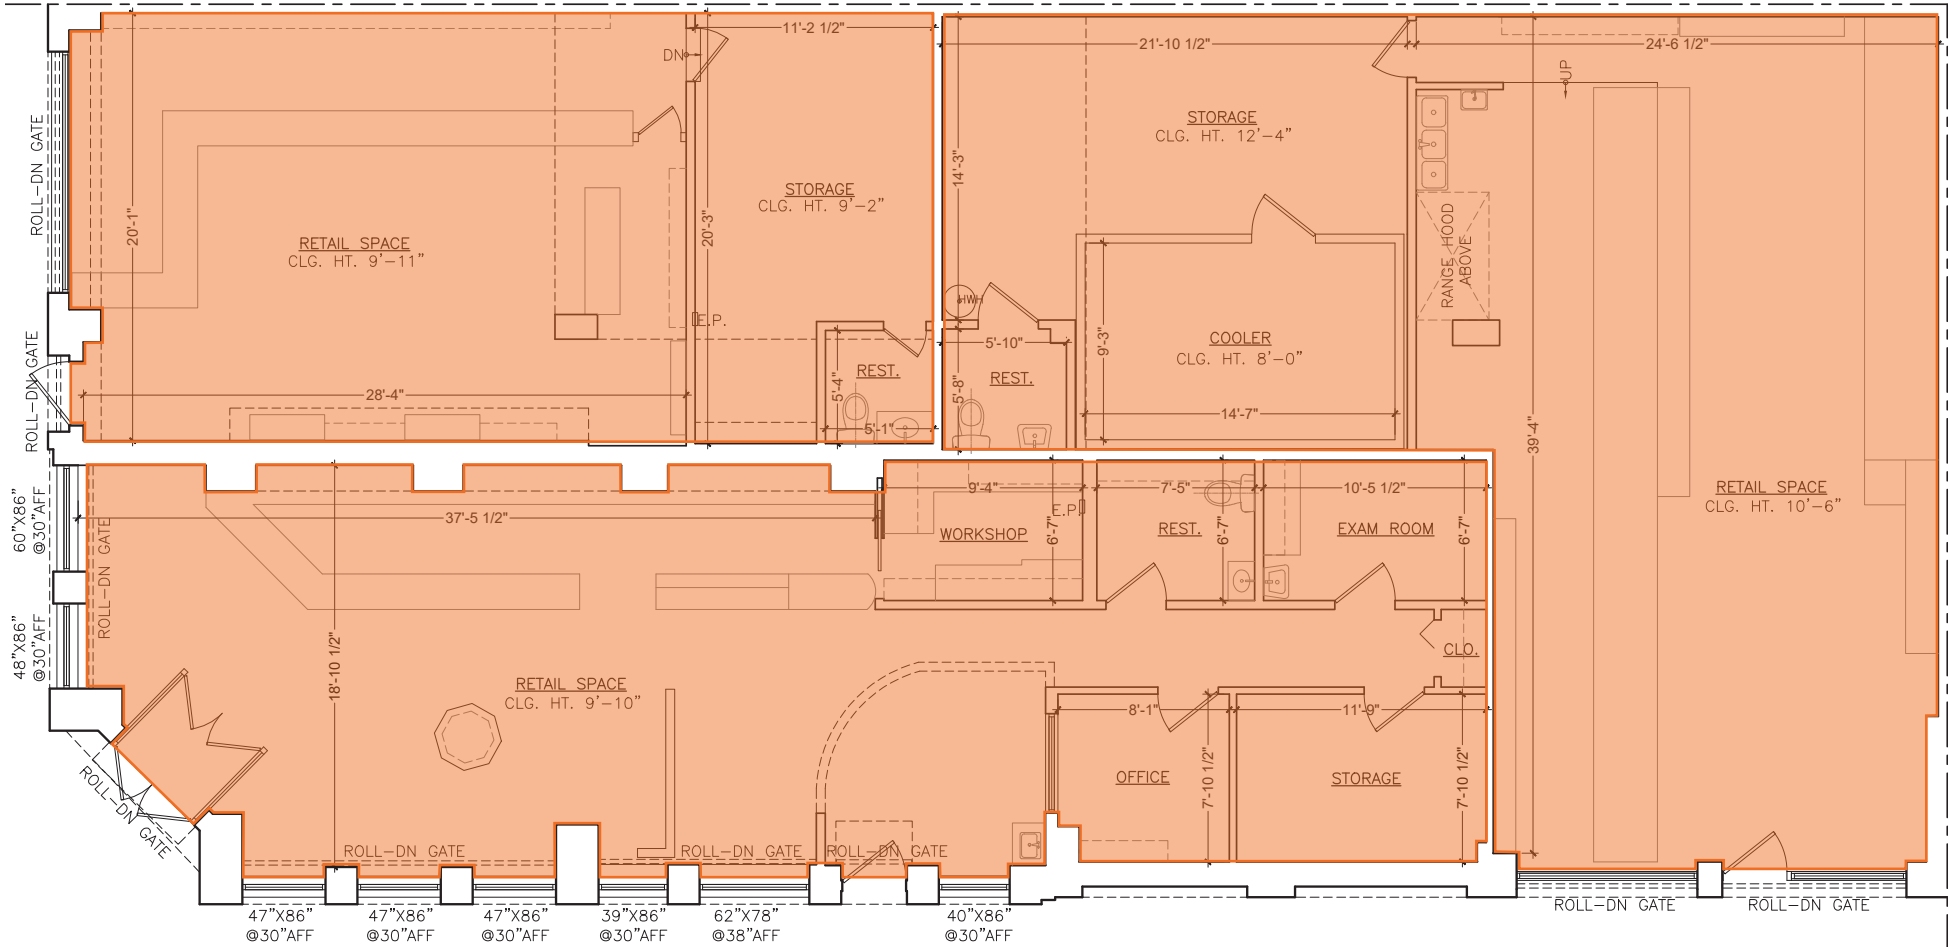 11'-2 1/2"
21'-10 1/2"
24'-6 1/2"
DN
UP
ROLL-DN GATE
20'-1"
20'-3"
14'-3"
STORAGE
CLG. HT. 12'-4"
STORAGE
CLG. HT. 9'-2"
RETAIL SPACE
CLG. HT. 9'-11"
RANGE HOOD
ABOVE
HWH
E.P.
9'-3"
COOLER
CLG. HT. 8'-0"
5'-10"
REST.
5'-4"
REST.
5'-8"
ROLL-DN GATE
28'-4"
14'-7"
5'-1"
39'-4"
60"X86"
@30"AFF
ROLL-DN GATE
37'-5 1/2"
9'-4"
7'-5"
10'-5 1/2"
E.P.
WORKSHOP
6'-7"
REST.
6'-7"
EXAM ROOM
6'-7"
RETAIL SPACE
CLG. HT. 10'-6"
48"X86"
@30"AFF
18'-10 1/2"
CLO.
RETAIL SPACE
CLG. HT. 9'-10"
8'-1"
11'-9"
7'-10 1/2"
7'-10 1/2"
OFFICE
STORAGE
ROLL-DN GATE
ROLL-DN GATE
ROLL-DN GATE
ROLL-DN GATE
ROLL-DN GATE
ROLL-DN GATE
47"X86"
@30"AFF
47"X86"
@30"AFF
47"X86"
@30"AFF
39"X86"
@30"AFF
62"X78"
@38"AFF
40"X86"
@30"AFF